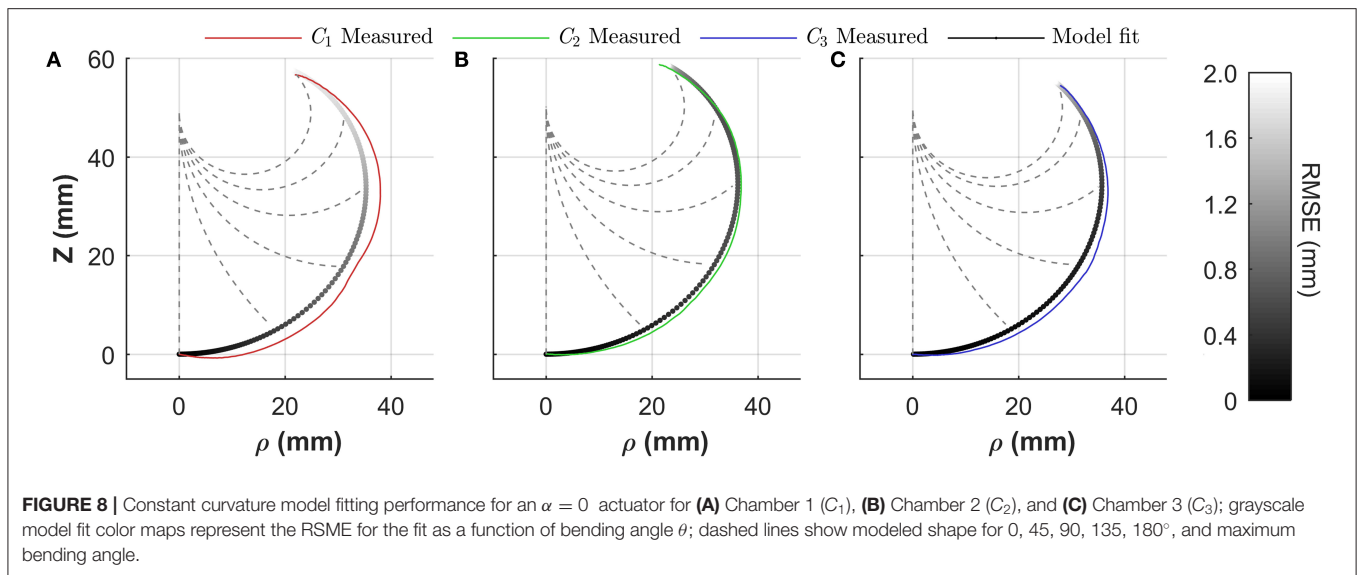 C1 Measured C2 Measured C3 Measured Model fit
A B C
60 40 20 0
Z (mm)
0 20 40 0 20 40 0 20 40
ρ (mm) ρ (mm) ρ (mm)
2.0
1.6
1.2
0.8
0.4
0
RMSE (mm)
FIGURE 8 | Constant curvature model fitting performance for an α = 0 actuator for (A) Chamber 1 (C1), (B) Chamber 2 (C2), and (C) Chamber 3 (C3); grayscale
model fit color maps represent the RSME for the fit as a function of bending angle θ; dashed lines show modeled shape for 0, 45, 90, 135, 180°, and maximum
bending angle.